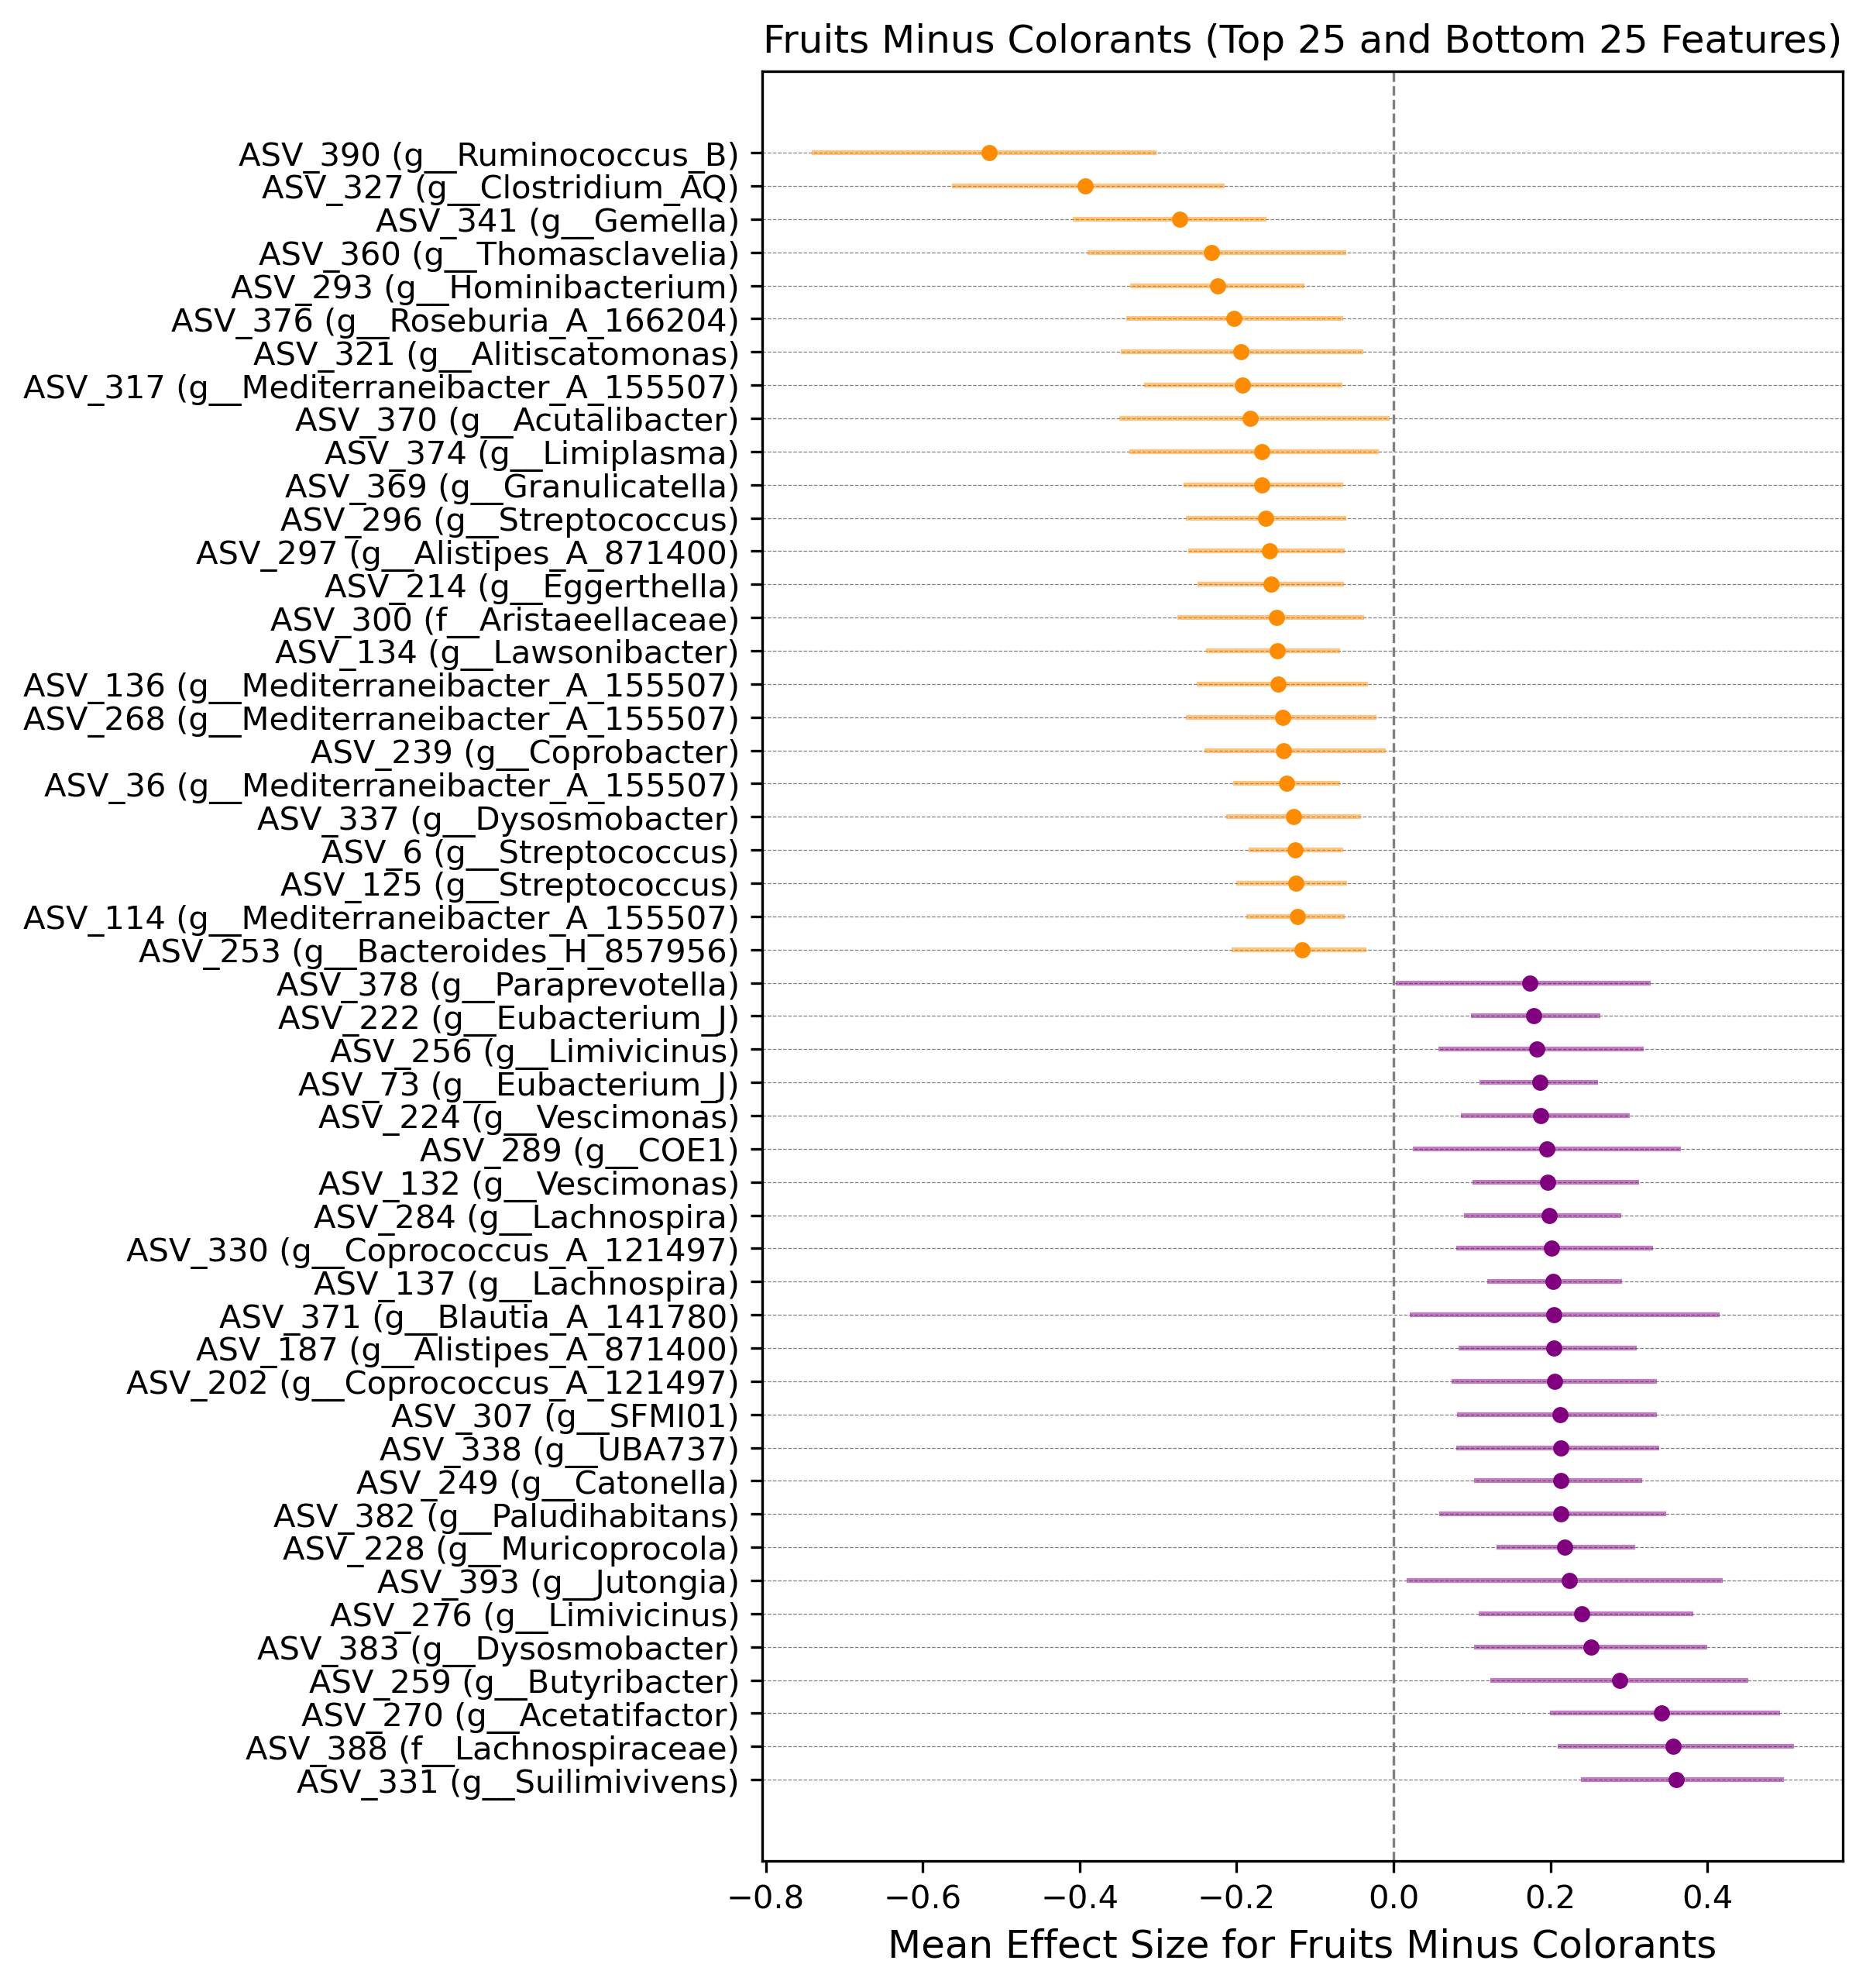 Fruits Minus Colorants (Top 25 and Bottom 25 Features)
ASV_390 (g__Ruminococcus_B)
ASV_327 (g__Clostridium_AQ)
ASV_341 (g__Gemella)
ASV_360 (g__Thomasclavelia)
ASV_293 (g__Hominibacterium)
ASV_376 (g__Roseburia_A_166204)
ASV_321 (g__Alitiscatomonas)
ASV_317 (g__Mediterraneibacter_A_155507)
ASV_370 (g__Acutalibacter)
ASV_374 (g__Limiplasma)
ASV_369 (g__Granulicatella)
ASV_296 (g__Streptococcus)
ASV_297 (g__Alistipes_A_871400)
ASV_214 (g__Eggerthella)
ASV_300 (f__Aristaeellaceae)
ASV_134 (g__Lawsonibacter)
ASV_136 (g__Mediterraneibacter_A_155507)
ASV_268 (g__Mediterraneibacter_A_155507)
ASV_239 (g__Coprobacter)
ASV_36 (g__Mediterraneibacter_A_155507)
ASV_337 (g__Dysosmobacter)
ASV_6 (g__Streptococcus)
ASV_125 (g__Streptococcus)
ASV_114 (g__Mediterraneibacter_A_155507)
ASV_253 (g__Bacteroides_H_857956)
ASV_378 (g__Paraprevotella)
ASV_222 (g__Eubacterium_J)
ASV_256 (g__Limivicinus)
ASV_73 (g__Eubacterium_J)
ASV_224 (g__Vescimonas)
ASV_289 (g__COE1)
ASV_132 (g__Vescimonas)
ASV_284 (g__Lachnospira)
ASV_330 (g__Coprococcus_A_121497)
ASV_137 (g__Lachnospira)
ASV_371 (g__Blautia_A_141780)
ASV_187 (g__Alistipes_A_871400)
ASV_202 (g__Coprococcus_A_121497)
ASV_307 (g__SFMI01)
ASV_338 (g__UBA737)
ASV_249 (g__Catonella)
ASV_382 (g__Paludihabitans)
ASV_228 (g__Muricoprocola)
ASV_393 (g__Jutongia)
ASV_276 (g__Limivicinus)
ASV_383 (g__Dysosmobacter)
ASV_259 (g__Butyribacter)
ASV_270 (g__Acetatifactor)
ASV_388 (f__Lachnospiraceae)
ASV_331 (g__Suilimivivens)
−0.8 −0.6 −0.4 −0.2 0.0 0.2 0.4
Mean Effect Size for Fruits Minus Colorants